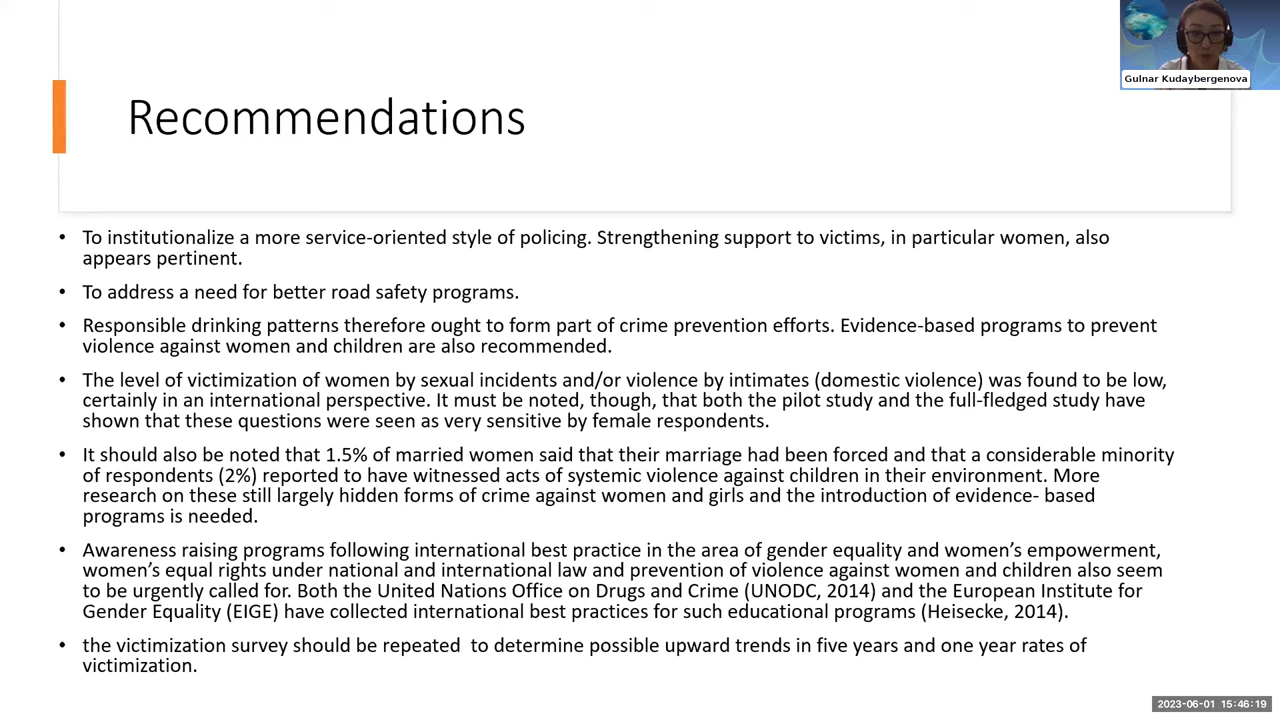 Gulnar Kudaybergenova
Recommendations
• To institutionalize a more service-oriented style of policing. Strengthening support to victims, in particular women, also
appears pertinent.
• To address a need for better road safety programs.
• Responsible drinking patterns therefore ought to form part of crime prevention efforts. Evidence-based programs to prevent
violence against women and children are also recommended.
• The level of victimization of women by sexual incidents and/or violence by intimates (domestic violence) was found to be low,
certainly in an international perspective. It must be noted, though, that both the pilot study and the full-fledged study have
shown that these questions were seen as very sensitive by female respondents.
• It should also be noted that 1.5% of married women said that their marriage had been forced and that a considerable minority
of respondents (2%) reported to have witnessed acts of systemic violence against children in their environment. More
research on these still largely hidden forms of crime against women and girls and the introduction of evidence- based
programs is needed.
• Awareness raising programs following international best practice in the area of gender equality and women’s empowerment,
women’s equal rights under national and international law and prevention of violence against women and children also seem
to be urgently called for. Both the United Nations Office on Drugs and Crime (UNODC, 2014) and the European Institute for
Gender Equality (EIGE) have collected international best practices for such educational programs (Heisecke, 2014).
• the victimization survey should be repeated  to determine possible upward trends in five years and one year rates of
victimization.
2023-06-01 15:46:19